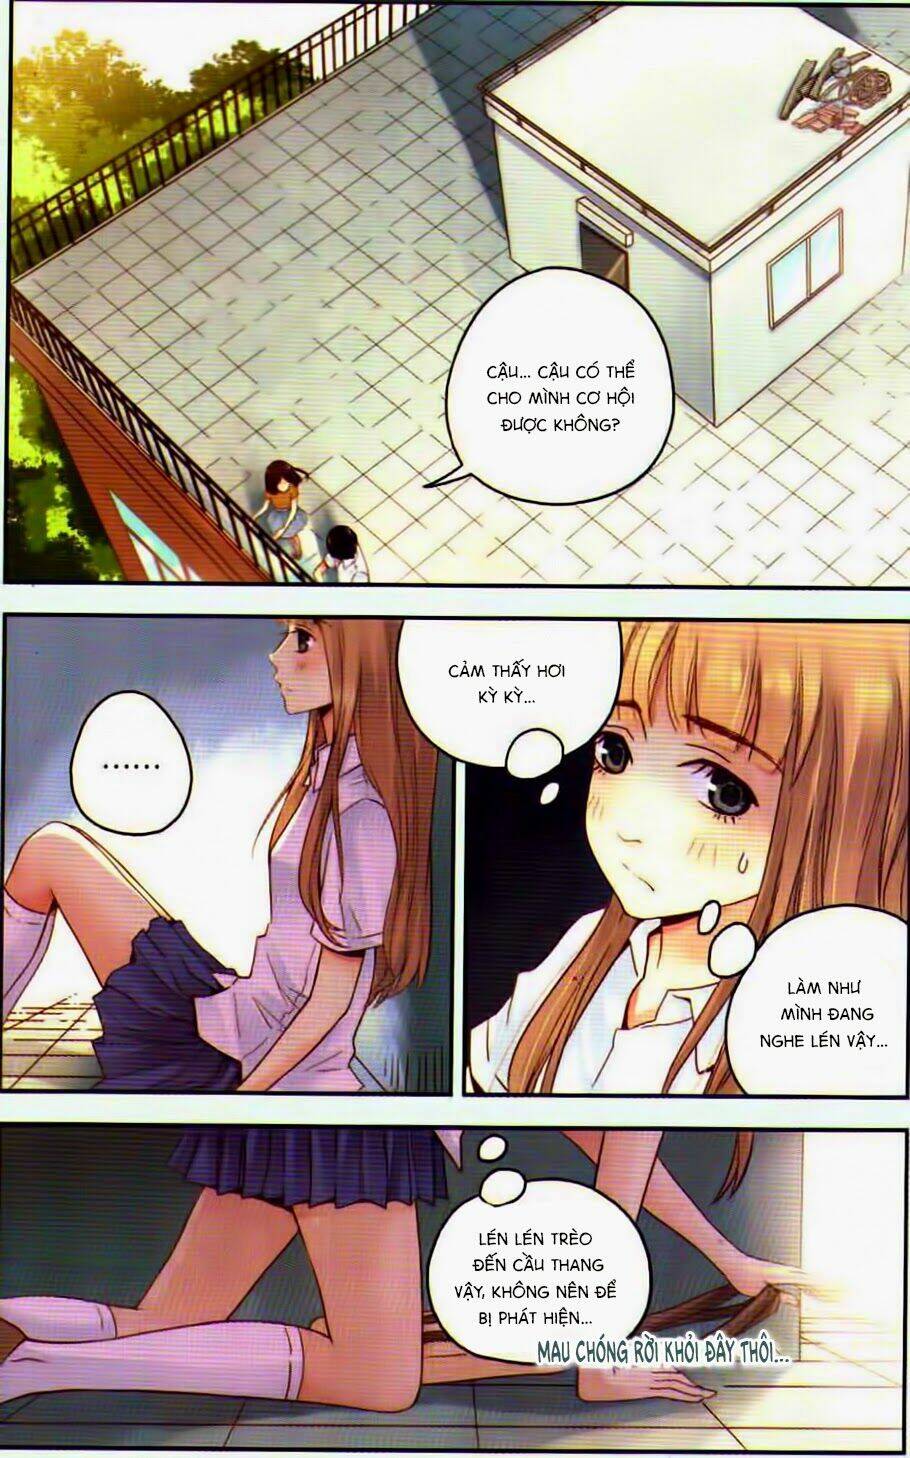 CẬU... CẬU CÓ THỂ
CHO MÌNH CƠ HỘI
ĐƯỢC KHÔNG?
......
CẢM THẤY HƠI
KỲ KỲ...
LÀM NHƯ
MÌNH ĐANG
NGHE LÉN VẬY...
LÉN LÉN TRÈO
ĐẾN CẦU THANG
VẬY, KHÔNG NÊN ĐỂ
BỊ PHÁT HIỆN...
MAU CHÓNG RỜI KHỎI ĐÂY THÔI...